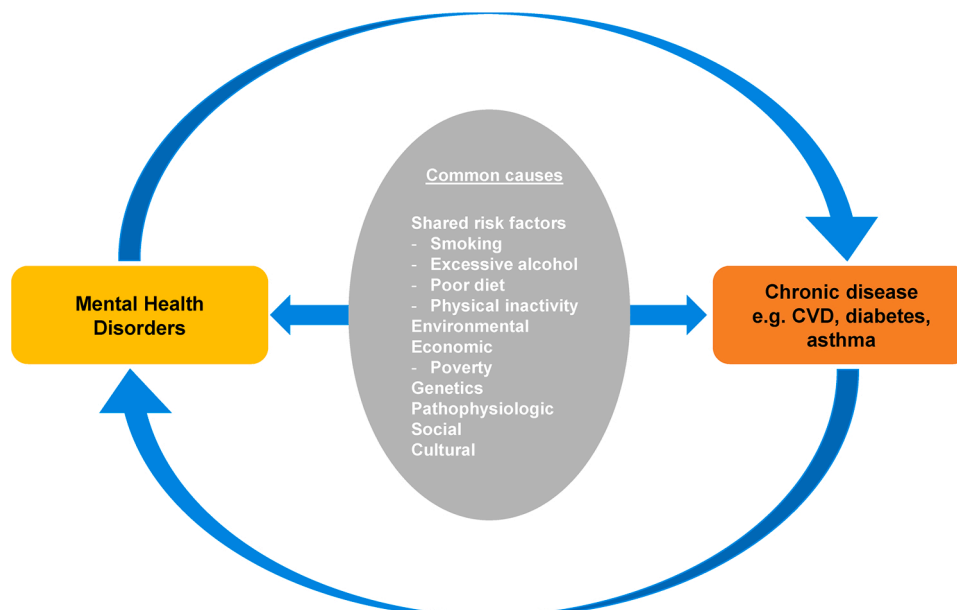 Common causes
Shared risk factors
- Smoking
- Excessive alcohol
- Poor diet
- Physical inactivity
Environmental
Economic
- Poverty
Genetics
Pathophysiologic
Social
Cultural
Mental Health
Disorders
Chronic disease
e.g. CVD, diabetes,
asthma